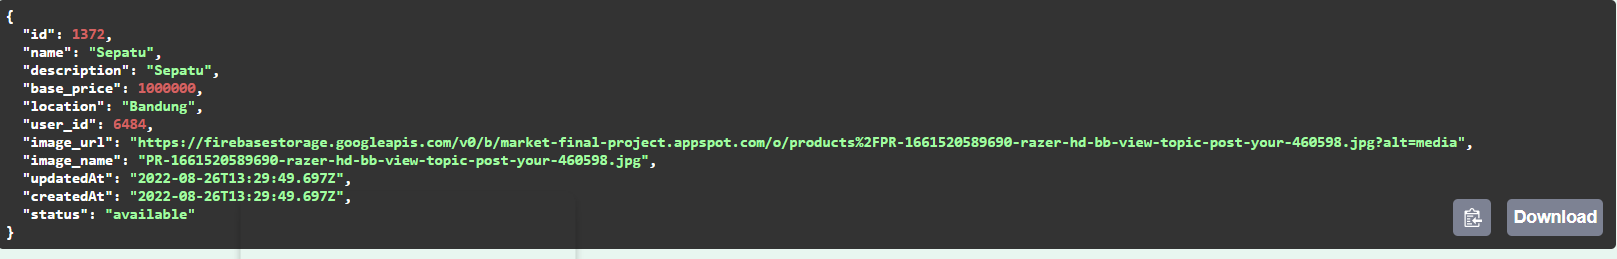 {
  "id": 1372,
  "name": "Sepatu",
  "description": "Sepatu",
  "base_price": 1000000,
  "location": "Bandung",
  "user_id": 6484,
  "image_url": "https://firebasestorage.googleapis.com/v0/b/market-final-project.appspot.com/o/products%2FPR-1661520589690-razer-hd-bb-view-topic-post-your-460598.jpg?alt=media",
  "image_name": "PR-1661520589690-razer-hd-bb-view-topic-post-your-460598.jpg",
  "updatedAt": "2022-08-26T13:29:49.697Z",
  "createdAt": "2022-08-26T13:29:49.697Z",
  "status": "available"
}
Download